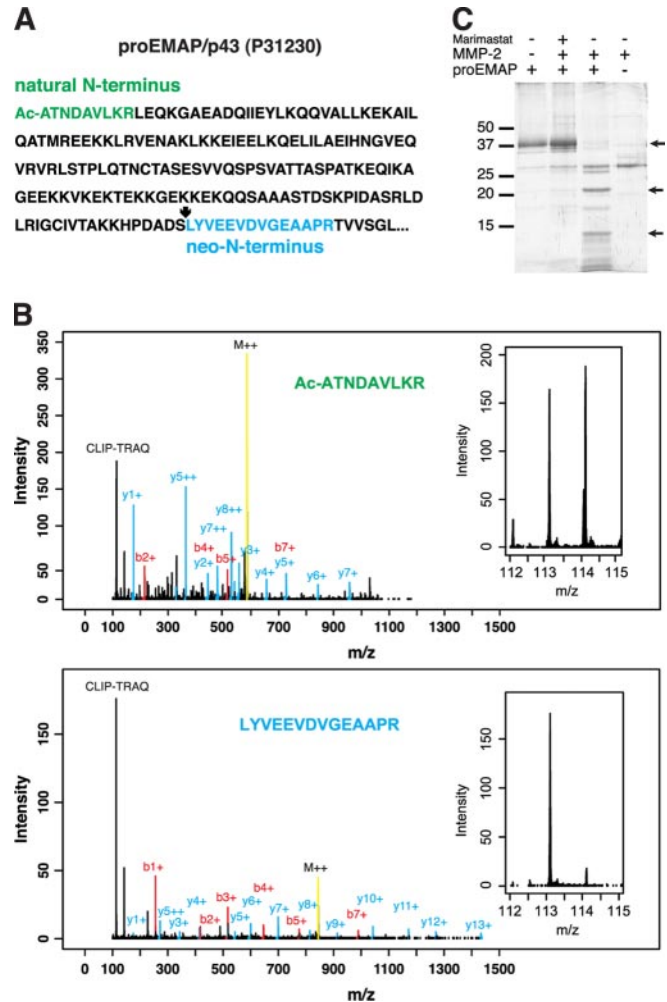 A
proEMAP/p43 (P31230)
natural N-terminus
Ac-ATNDAVLKRLEQKGAEADQIIEYLKQQVALLKEKAIL
QATMREEKKLRVENAKLKKEIEELKQELILAEIHNGVEQ
VRVRLSTPLQTNCTASESVVQSPSVATTASPATKEQIKA
GEEKKVKEKTEKKGEKKEKQQSAAASTDSKPIDASRLD
LRIGCIVTAKKHPDADSLYVEEVDVGEAAPRTVVSGL...
neo-N-terminus
C
Marimastat - + - -
MMP-2 - + + +
proEMAP + + + -
50
37
25
20
15
B
350
300
250
200
150
100
50
0
Intensity
M++
Ac-ATNDAVLKR
CLIP-TRAQ
y1+
b2+
y5++
y8++
y7++
b4+
b5+
y3+
b7+
y2+
y4+
y5+
y6+
y7+
0 100 300 500 700 900 1100 1300 1500
m/z
200
150
100
50
0
Intensity
112 113 114 115
m/z
150
100
50
0
Intensity
CLIP-TRAQ
LYVEEVDVGEAAPR
M++
b1+
y1+
y5++
y3+
y4+
b2+
b3+
y6+
y5+
b4+
y7+
b5+
y8+
y9+
b7+
y10+
y11+
y12+
y13+
0 100 300 500 700 900 1100 1300 1500
m/z
150
100
50
0
Intensity
112 113 114 115
m/z